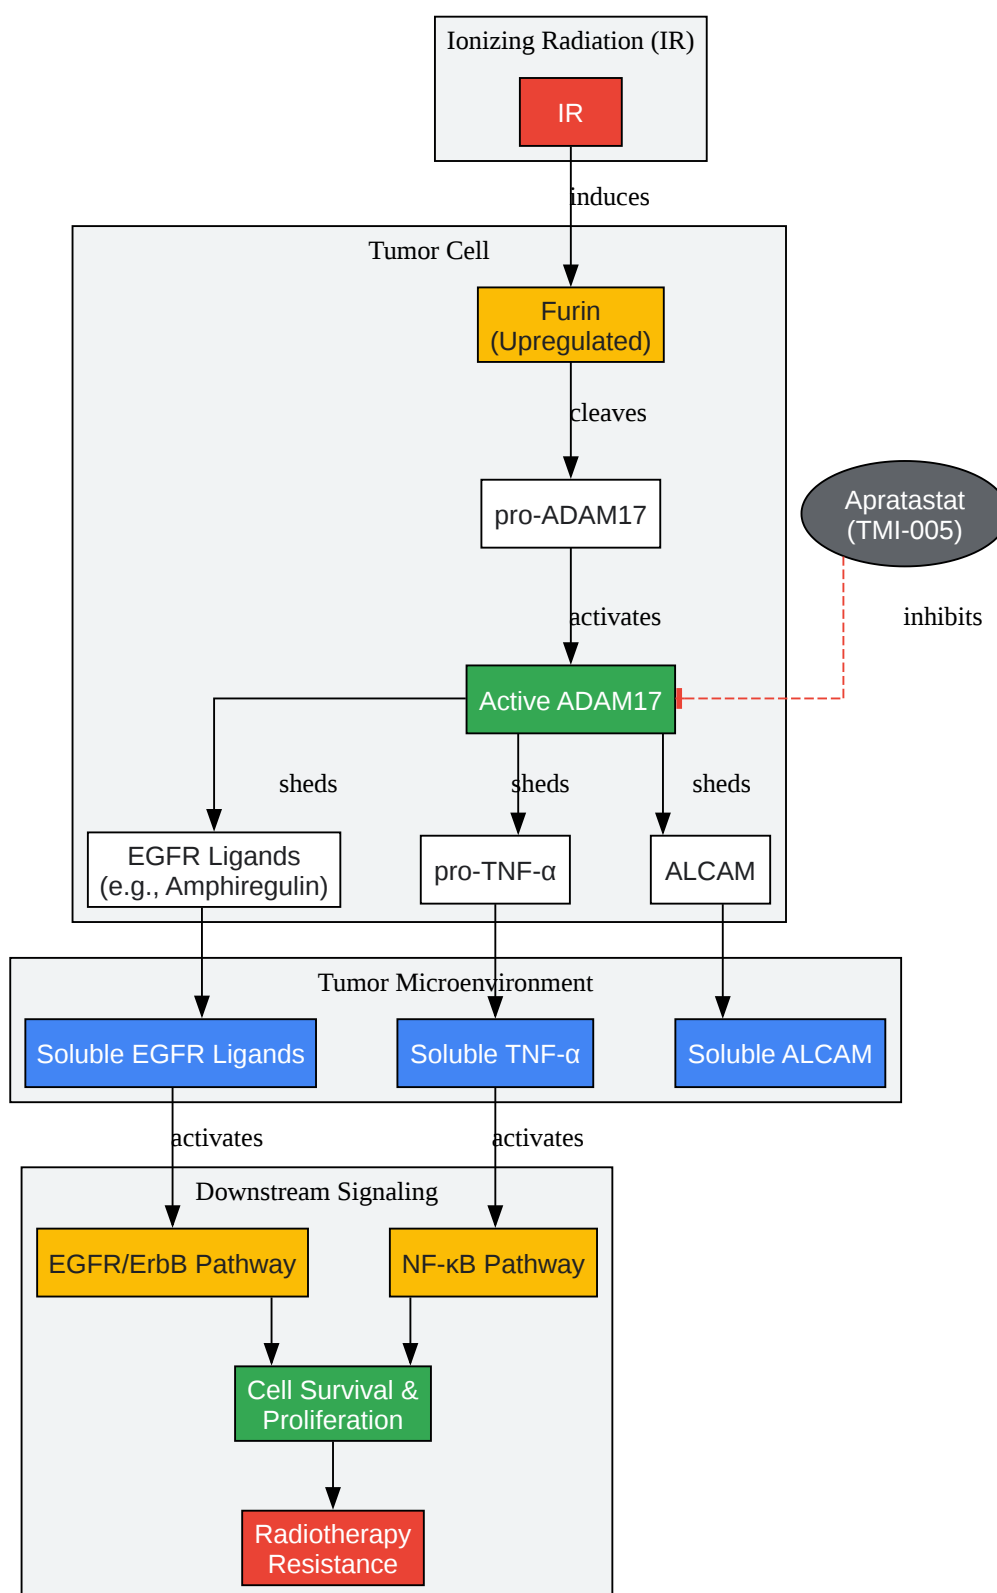 Ionizing Radiation (IR)
IR
induces
Tumor Cell
Furin
(Upregulated)
cleaves
pro-ADAM17
Apratastat
(TMI-005)
activates
inhibits
Active ADAM17
sheds
sheds
sheds
EGFR Ligands
(e.g., Amphiregulin)
pro-TNF-α
ALCAM
Tumor Microenvironment
Soluble EGFR Ligands
Soluble TNF-α
Soluble ALCAM
activates
activates
Downstream Signaling
EGFR/ErbB Pathway
NF-κB Pathway
Cell Survival &
Proliferation
Radiotherapy
Resistance